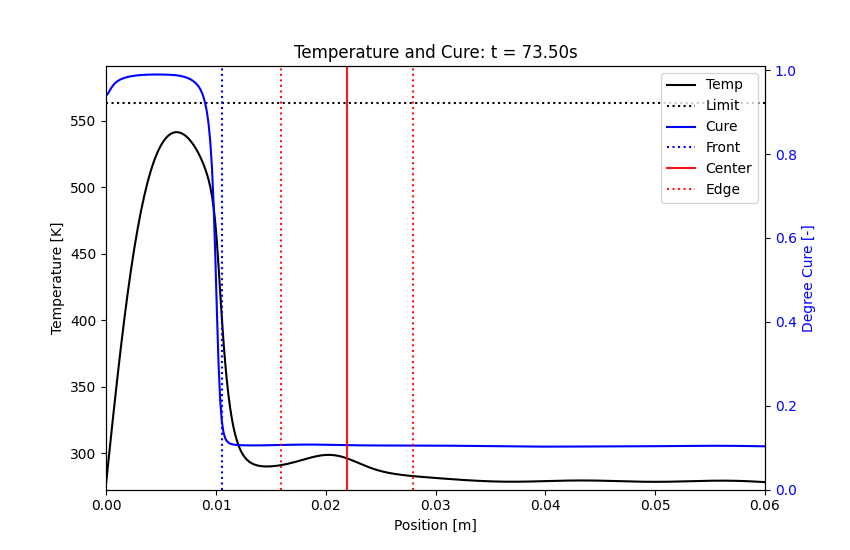 Temperature and Cure: t = 73.50s
Temp
Limit
Cure
Front
Center
Edge
550
500
450
400
350
300
Temperature [K]
1.0
0.8
0.6
0.4
0.2
0.0
Degree Cure [-]
0.00 0.01 0.02 0.03 0.04 0.05 0.06
Position [m]